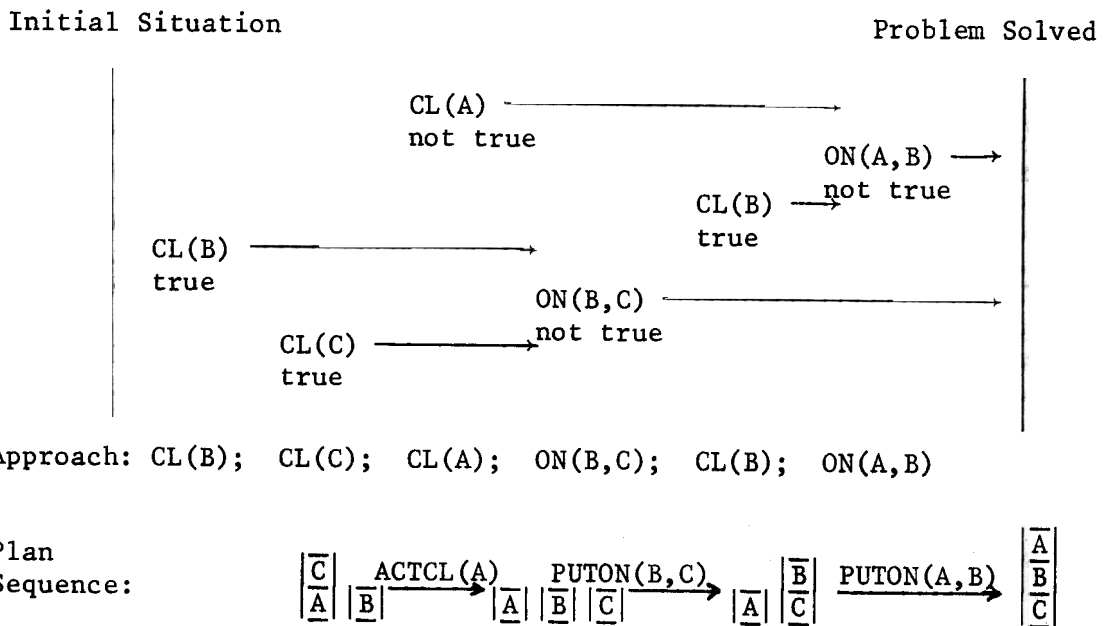 Initial Situation
Problem Solved
CL(A)
not true
ON(A,B)
not true
CL(B)
true
CL(B)
true
ON(B,C)
not true
CL(C)
true
Approach: CL(B); CL(C); CL(A); ON(B,C); CL(B); ON(A,B)
Plan
Sequence:
C
A B ACTCL(A) A B C PUTON(B,C) A B
C PUTON(A,B) A
B
C